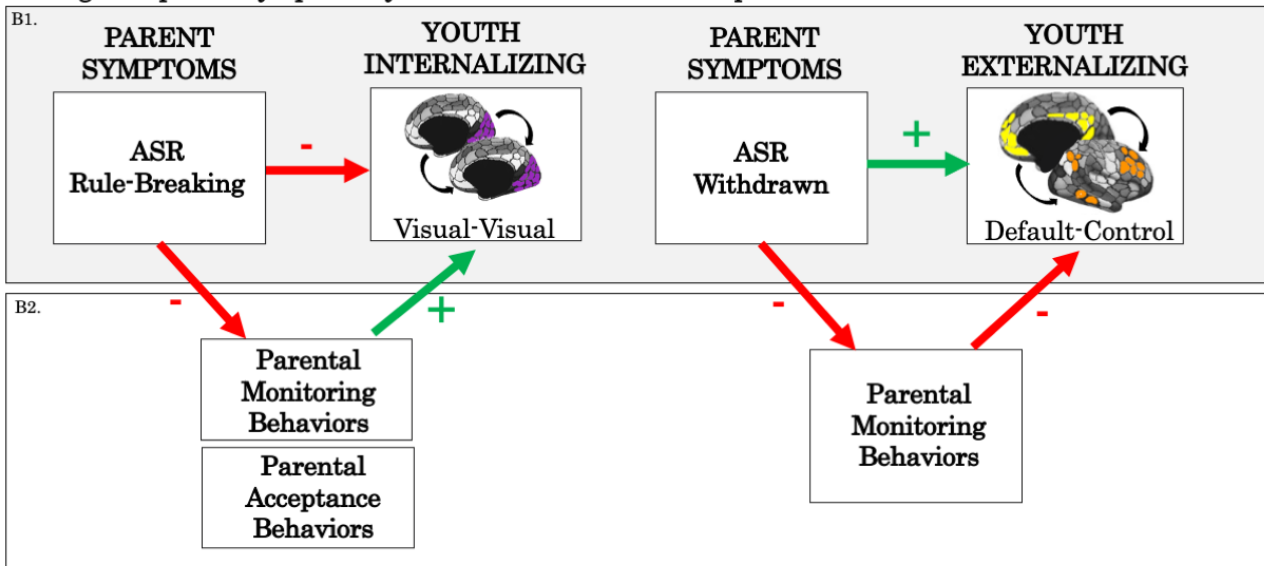 B1.
PARENT
SYMPTOMS
YOUTH
INTERNALIZING
PARENT
SYMPTOMS
YOUTH
EXTERNALIZING
ASR
Rule-Breaking
-
Visual-Visual
ASR
Withdrawn
+
Default-Control
B2.
-
+
Parental
Monitoring
Behaviors
Parental
Acceptance
Behaviors
-
-
Parental
Monitoring
Behaviors